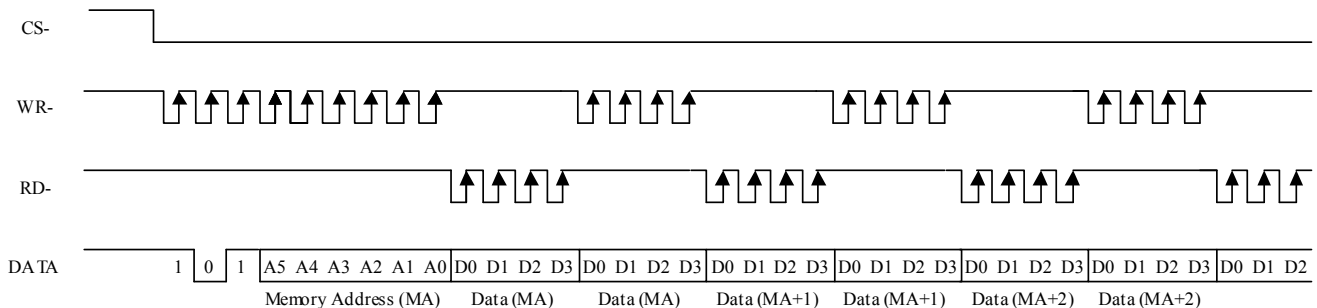 CS-
WR-
RD-
DATA 1 0 1 A5 A4 A3 A2 A1 A0 D0 D1 D2 D3 D0 D1 D2 D3 D0 D1 D2 D3 D0 D1 D2 D3 D0 D1 D2 D3 D0 D1 D2 D3 D0 D1 D2
Memory Address (MA) Data (MA) Data (MA) Data (MA+1) Data (MA+1) Data (MA+2) Data (MA+2)